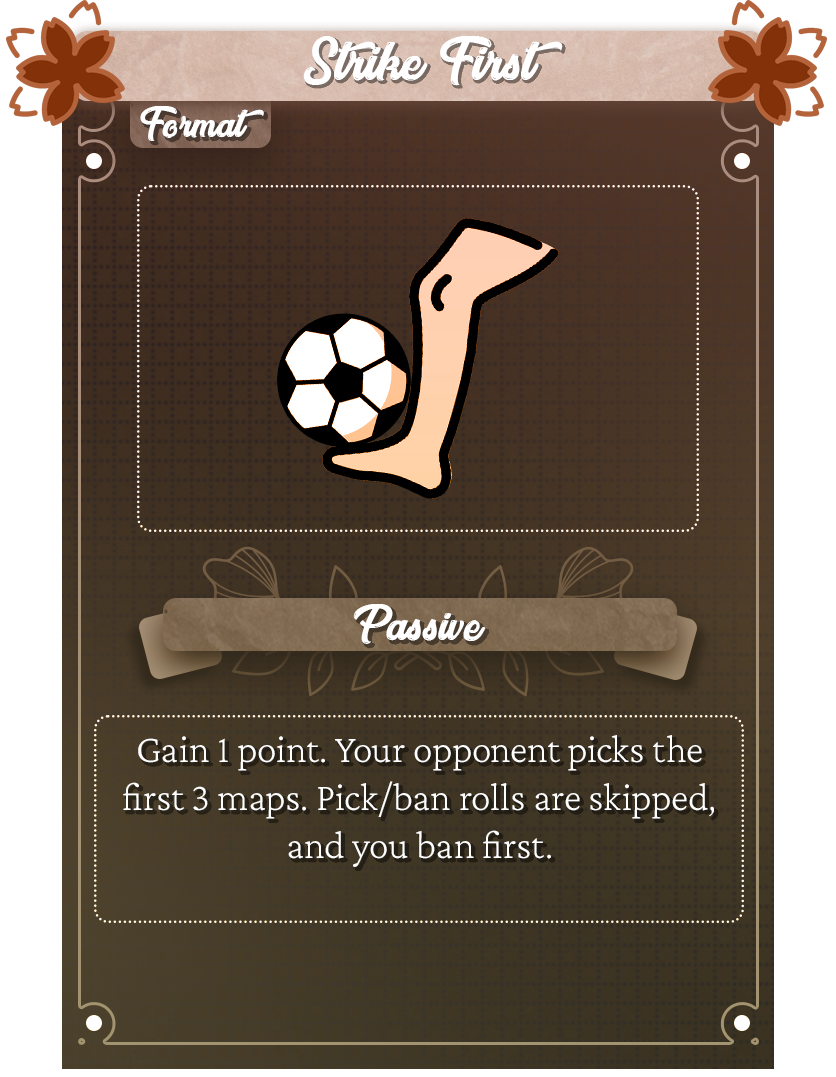 Strike First
Format
Passive
Gain 1 point. Your opponent picks the
first 3 maps. Pick/ban rolls are skipped,
and you ban first.